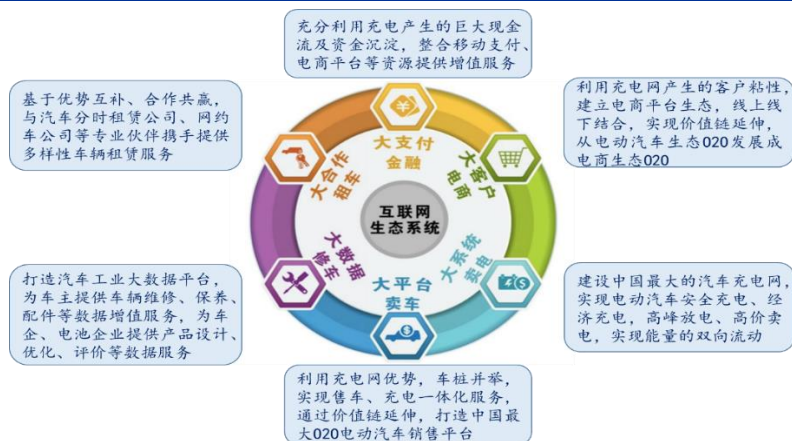 充分利用充电产生的巨大现金
流及资金沉淀，整合移动支付、
电商平台等资源提供增值服务
基于优势互补、合作共赢，
与汽车分时租赁公司、网约
车公司等专业伙伴携手提供
多样性车辆租赁服务
利用充电网产生的客户粘性，
建立电商平台生态，线上线
下结合，实现价值链延伸，
从电动汽车生态020发展成
电商生态020
大支付
金融
大合作
租车
大客户
电商
互联网
生态系统
大数据
修车
大系统
卖电
大平台
卖车
打造汽车工业大数据平台，
为车主提供车辆维修、保养、
配件等数据增值服务，为车
企、电池企业提供产品设计、
优化、评价等数据服务
建设中国最大的汽车充电网，
实现电动汽车安全充电、经
济充电，高峰放电、高价卖
电，实现能量的双向流动
利用充电网优势，车桩并举，
实现售车、充电一体化服务，
通过价值链延伸，打造中国最
大020电动汽车销售平台